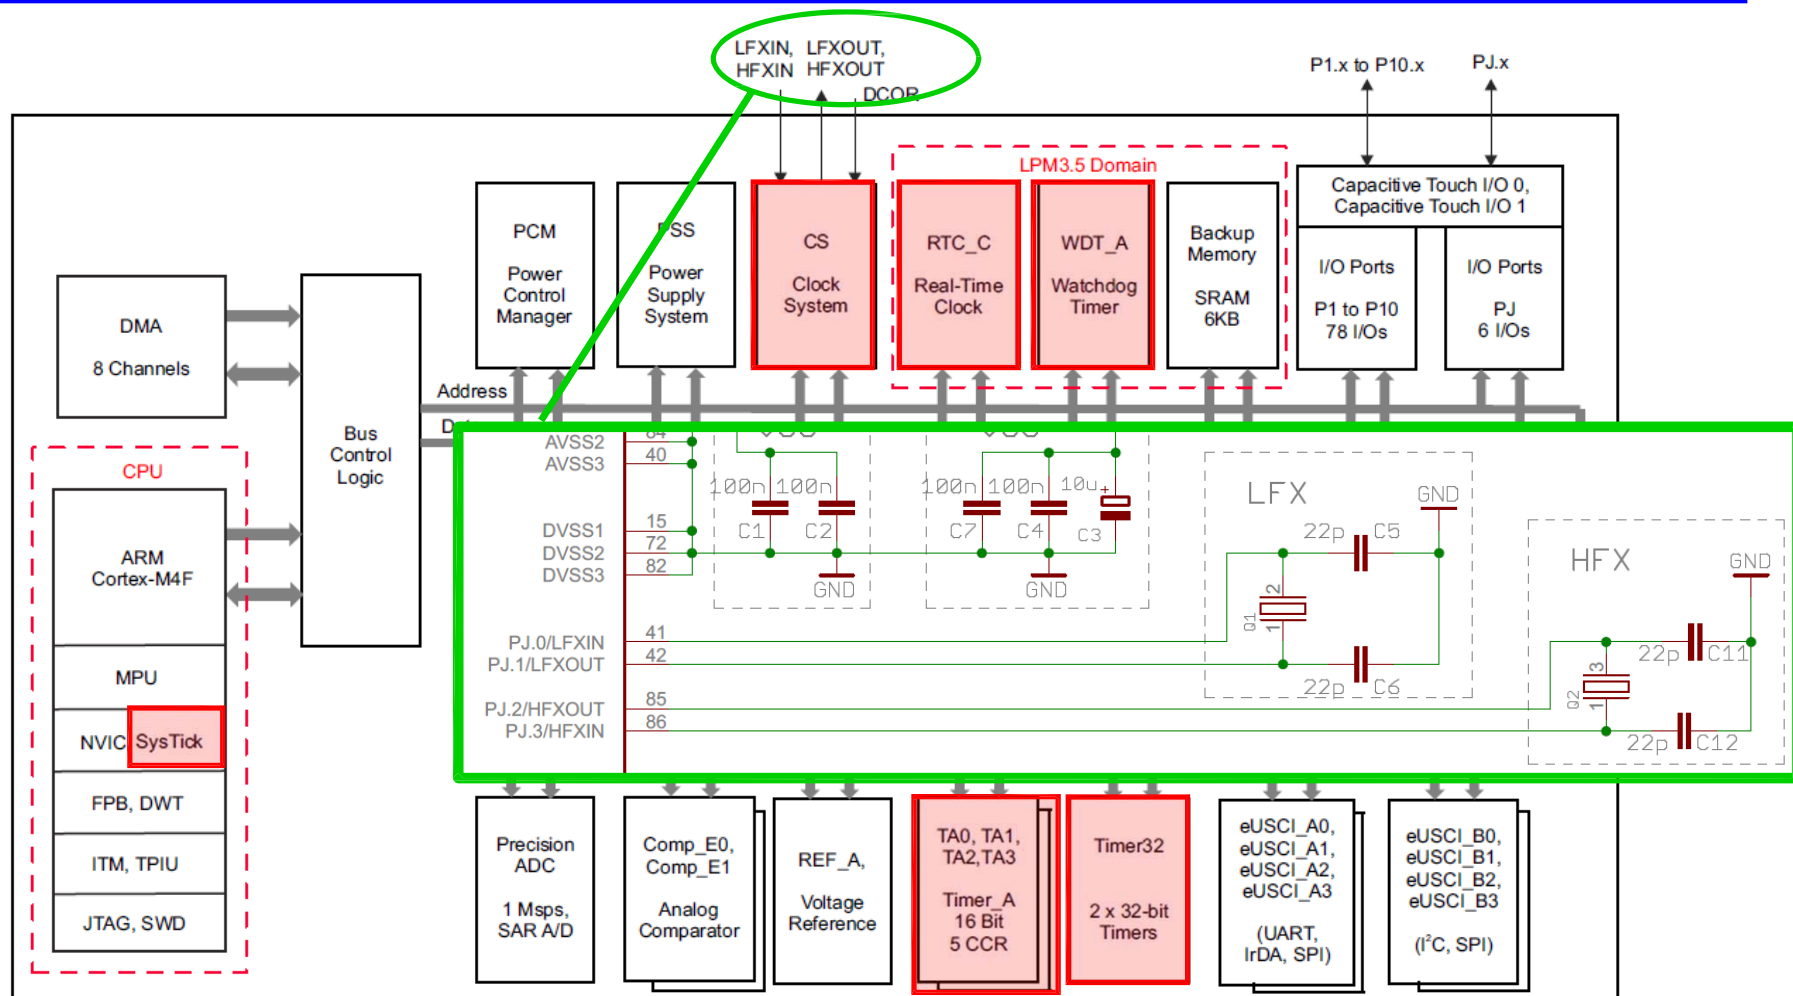 LFXIN, LFXOUT,
HFXIN HFXOUT
DCOR
P1.x to P10.x
PJ.x
LPM3.5 Domain
PCM
Power
Control
Manager
PSS
Power
Supply
System
CS
Clock
System
RTC_C
Real-Time
Clock
WDT_A
Watchdog
Timer
Backup
Memory
SRAM
6KB
Capacitive Touch I/O 0,
Capacitive Touch I/O 1
I/O Ports
P1 to P10
78 I/Os
I/O Ports
PJ
6 I/Os
DMA
8 Channels
Bus
Control
Logic
Address
CPU
ARM
Cortex-M4F
MPU
NVIC, SysTick
FPB, DWT
ITM, TPIU
JTAG, SWD
AVSS2 64
AVSS3 40
DVSS1 15
DVSS2 72
DVSS3 82
PJ.0/LFXIN 41
PJ.1/LFXOUT 42
PJ.2/HFXOUT 85
PJ.3/HFXIN 86
100n 100n
C1 C2
GND
100n 100n 10u +
C7 C4 C3
GND
LFX
GND
22p C5
Q1
2
1
22p C6
HFX
GND
22p C11
Q2
3
1
22p C12
Precision
ADC
1 Msps,
SAR A/D
Comp_E0,
Comp_E1
Analog
Comparator
REF_A,
Voltage
Reference
TA0, TA1,
TA2,TA3
Timer_A
16 Bit
5 CCR
Timer32
2 x 32-bit
Timers
eUSCI_A0,
eUSCI_A1,
eUSCI_A2,
eUSCI_A3
(UART,
IrDA, SPI)
eUSCI_B0,
eUSCI_B1,
eUSCI_B2,
eUSCI_B3
(I²C, SPI)